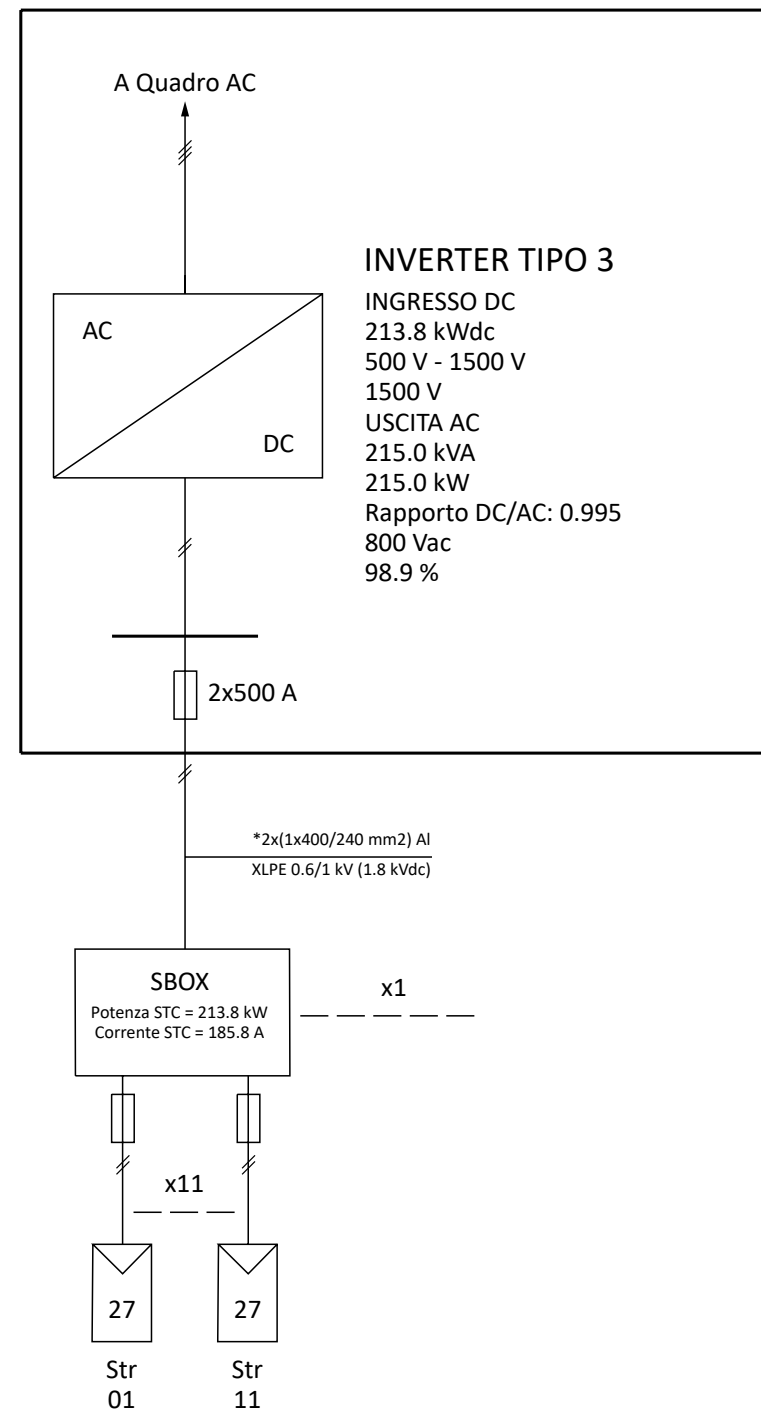 A Quadro AC
INVERTER TIPO 3
INGRESSO DC
213.8 kWdc
500 V - 1500 V
1500 V
USCITA AC
215.0 kVA
215.0 kW
Rapporto DC/AC: 0.995
800 Vac
98.9 %
AC
DC
2x500 A
*2x(1x400/240 mm2) Al
XLPE 0.6/1 kV (1.8 kVdc)
SBOX
Potenza STC = 213.8 kW
Corrente STC = 185.8 A
x1
x11
27
27
Str
01
Str
11